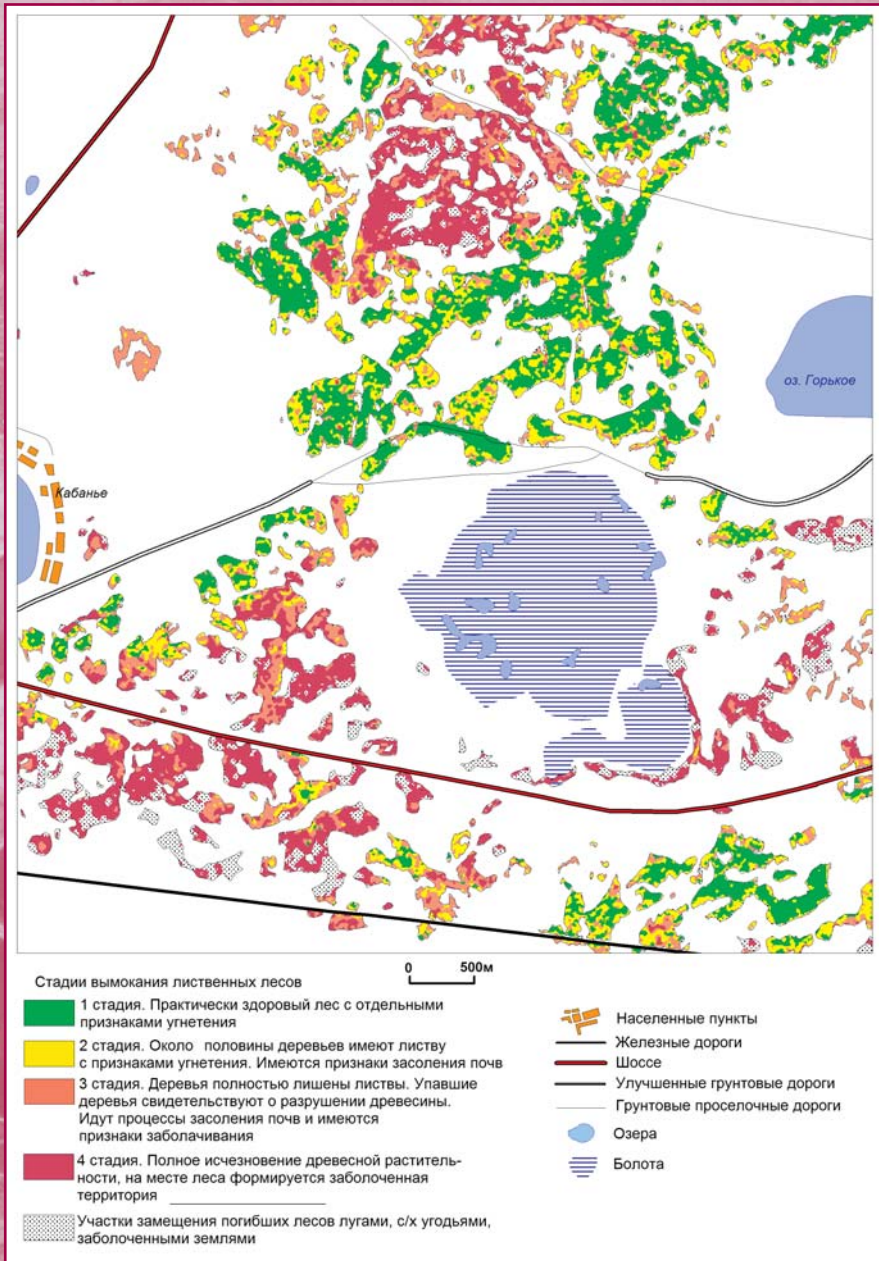 оз. Горькое
Кабанье
0 500м
Стадии вымокания лиственных лесов
1 стадия. Практически здоровый лес с отдельными
признаками угнетения
2 стадия. Около половины деревьев имеют листву
с признаками угнетения. Имеются признаки засоления почв
3 стадия. Деревья полностью лишены листвы. Упавшие
деревья свидетельствуют о разрушении древесины.
Идут процессы засоления почв и имеются
признаки заболачивания
4 стадия. Полное исчезновение древесной раститель-
ности, на месте леса формируется заболоченная
территория
Участки замещения погибших лесов лугами, с/х угодьями,
заболоченными землями
Населенные пункты
Железные дороги
Шоссе
Улучшенные грунтовые дороги
Грунтовые проселочные дороги
Озера
Болота